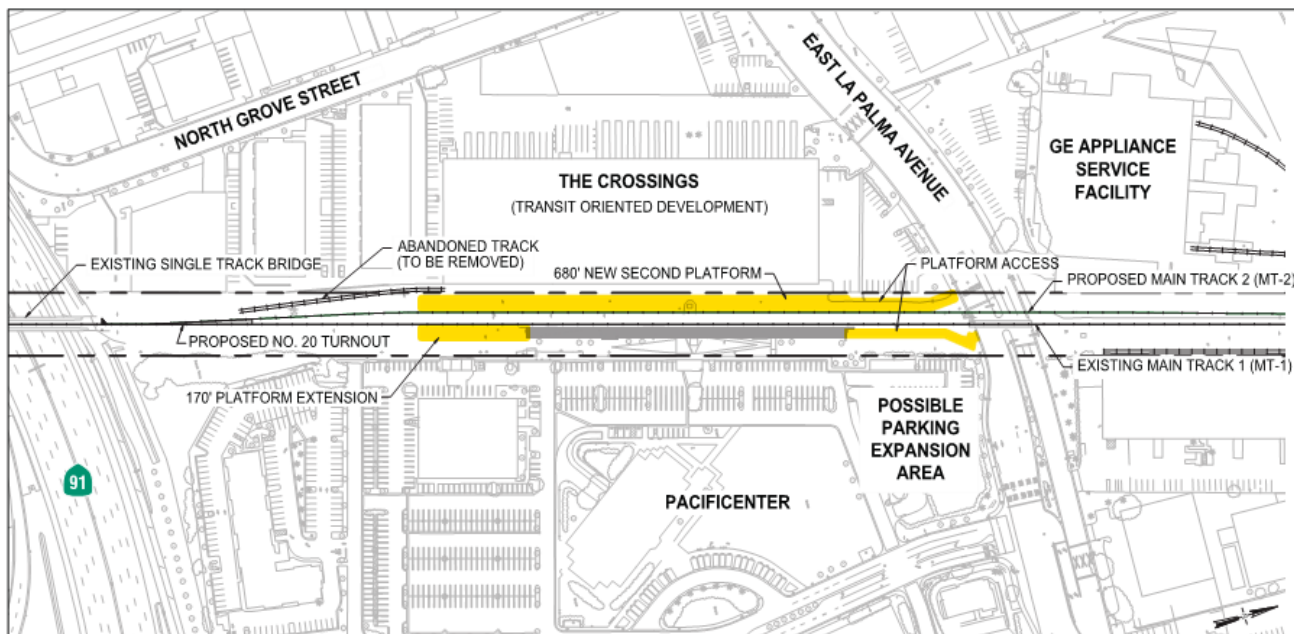 NORTH GROVE STREET
EAST LA PALMA AVENUE
GE APPLIANCE
SERVICE
FACILITY
THE CROSSINGS
(TRANSIT ORIENTED DEVELOPMENT)
ABANDONED TRACK
(TO BE REMOVED)
EXISTING SINGLE TRACK BRIDGE
680' NEW SECOND PLATFORM
PLATFORM ACCESS
PROPOSED MAIN TRACK 2 (MT-2)
PROPOSED NO. 20 TURNOUT
EXISTING MAIN TRACK 1 (MT-1)
170' PLATFORM EXTENSION
POSSIBLE
PARKING
EXPANSION
AREA
91
PACIFICENTER